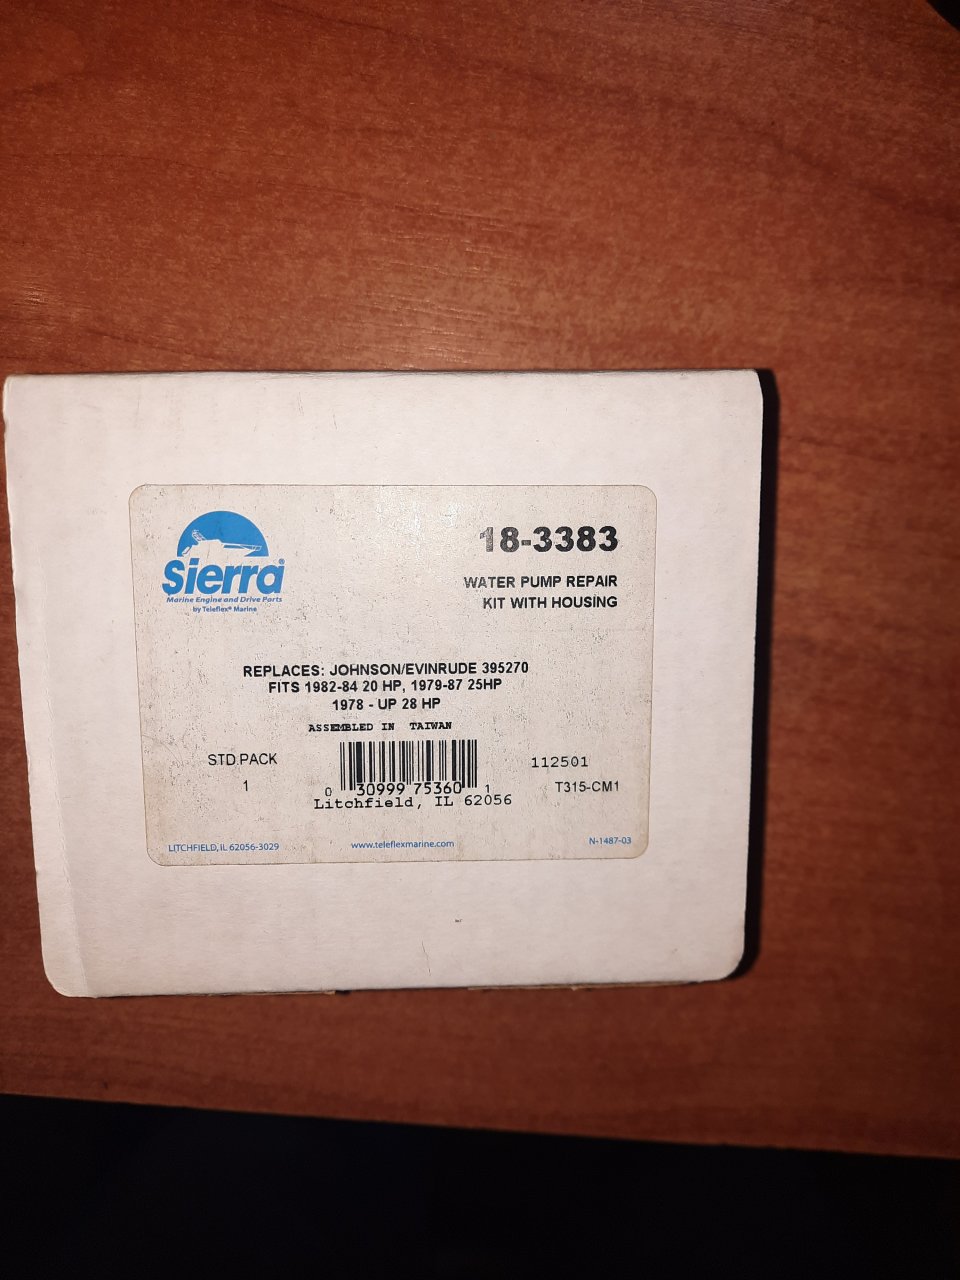 Sierra®
Marine Engine and Drive Parts
by Teleflex® Marine
18-3383
WATER PUMP REPAIR
KIT WITH HOUSING
REPLACES: JOHNSON/EVINRUDE 395270
FITS 1982-84 20 HP, 1979-87 25HP
1978 - UP 28 HP
ASSEMBLED IN TAIWAN
STD.PACK
1
0 30999 75360 1
Litchfield, IL 62056
112501
T315-CM1
LITCHFIELD, IL 62056-3029
www.teleflexmarine.com
N-1487-03